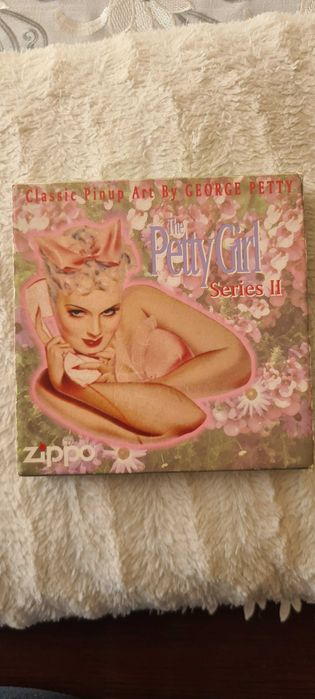 Classic Pinup Art By GEORGE PETTY
The
Petty Girl
Series II
Zippo